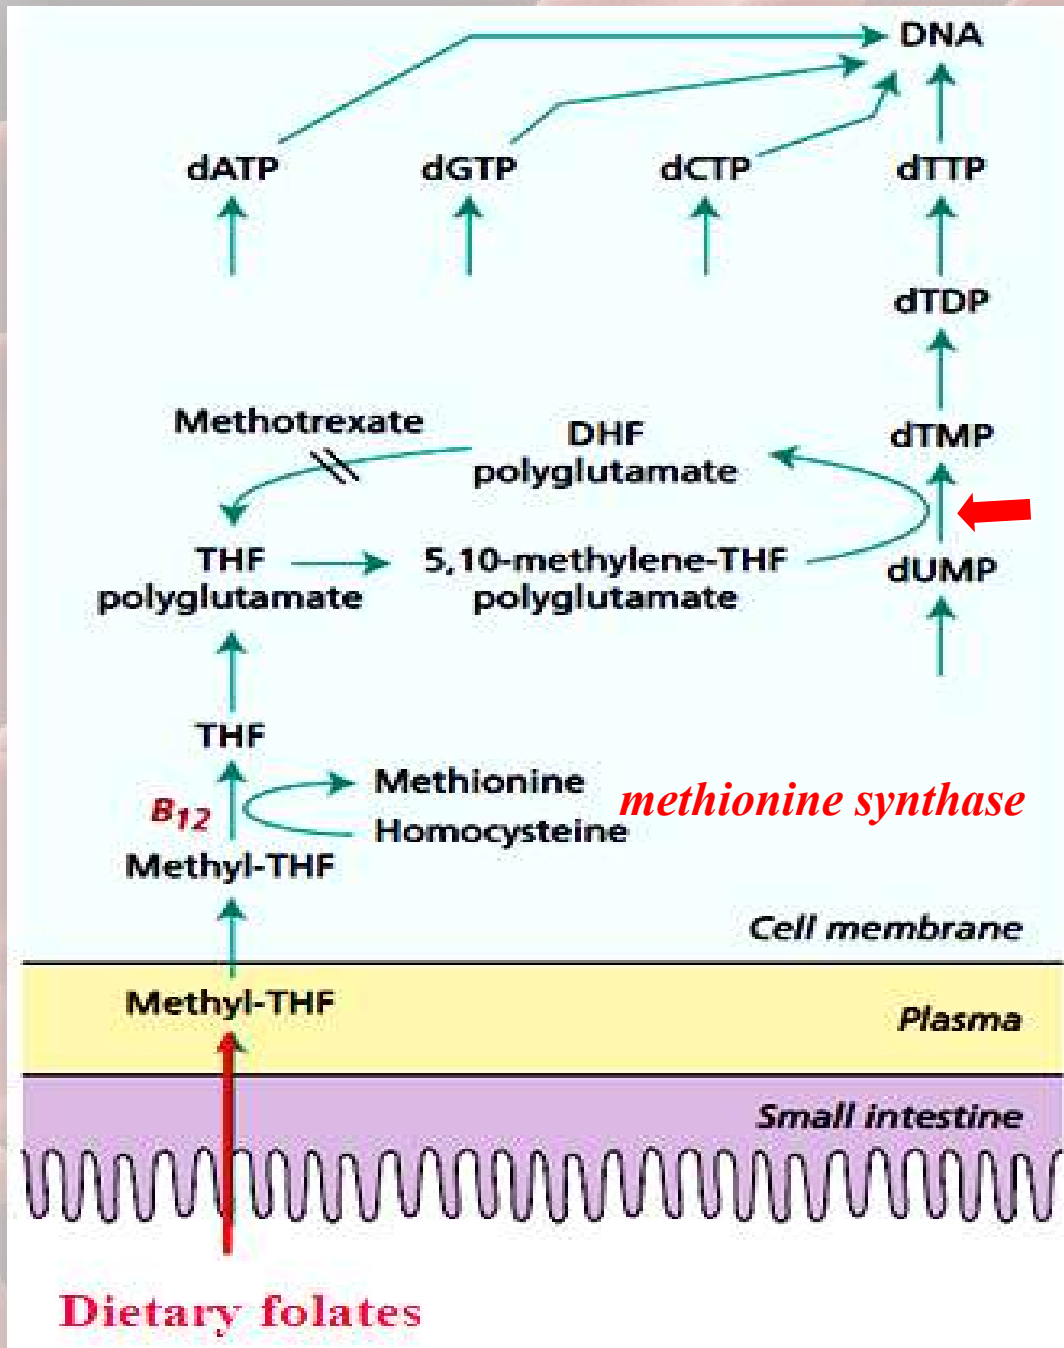 DNA
dATP dGTP dCTP dTTP
dTDP
Methotrexate
DHF
polyglutamate
dTMP
THF
polyglutamate
5,10-methylene-THF
polyglutamate
dUMP
THF
B12
Methionine
Homocysteine
methionine synthase
Methyl-THF
Cell membrane
Methyl-THF
Plasma
Small intestine
Dietary folates